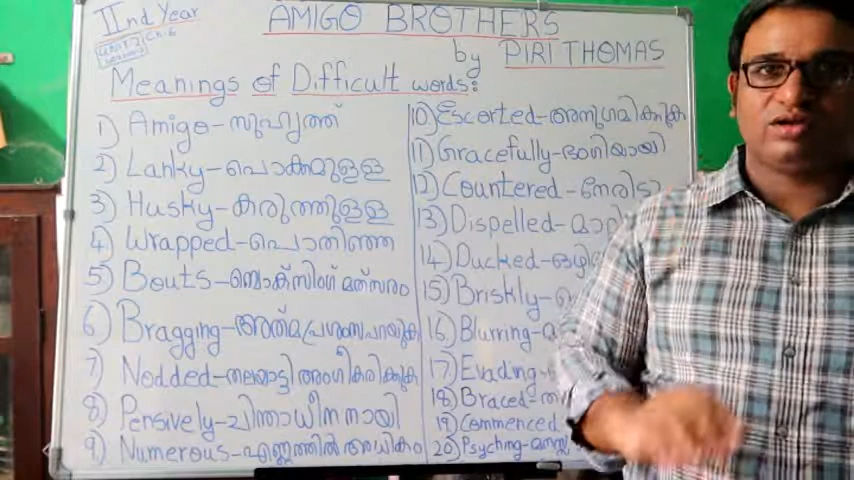 IInd Year
AMIGO BROTHERS
Unit 2 Ch.6
by PIRI THOMAS
Meanings of Difficult words:
1) Amigo - സുഹൃത്ത്
2) Lanky - പൊക്കമുള്ള
3) Husky - കരുത്തുള്ള
4) Wrapped - പൊതിഞ്ഞ
5) Bouts - ബോക്സിംഗ് മത്സരം
6) Bragging - ആത്മപ്രശംസ പറയുക
7) Nodded - തലയാട്ടി അംഗീകരിക്കുക
8) Pensively - ചിന്താധീനനായി
9) Numerous - എണ്ണത്തിൽ അധികം
10) Escorted - അനുഗമിക്കുക
11) Gracefully - ഭംഗിയായി
12) Countered - നേരിടാ
13) Dispelled -
14) Ducked -
15) Briskly -
16) Blurring -
17) Evading -
18) Braced -
19) Commenced
20) Psyching -